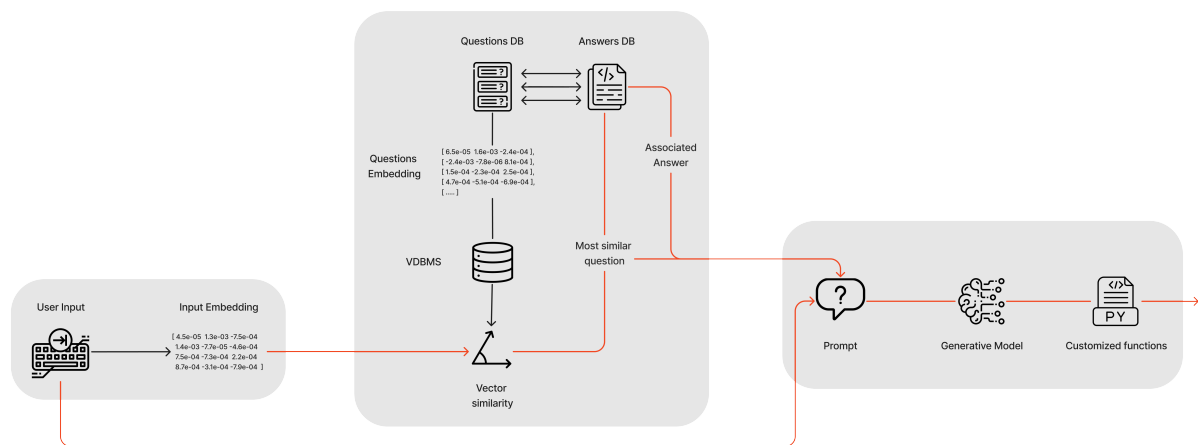 Questions DB
Answers DB
?
?
?
</>
Questions
Embedding
[ 6.5e-05 1.6e-03 -2.4e-04 ],
[ -2.4e-03 -7.8e-06 8.1e-04 ],
[ 1.5e-04 -2.3e-04 2.5e-04 ],
[ 4.7e-04 -5.1e-04 -6.9e-04 ],
[ ..... ]
Associated
Answer
VDBMS
Most similar
question
User Input
Input Embedding
[ 4.5e-05 1.3e-03 -7.5e-04
1.4e-03 -7.7e-05 -4.6e-04
7.5e-04 -7.3e-04 2.2e-04
8.7e-04 -3.1e-04 -7.9e-04 ]
Vector
similarity
?
</>
PY
Prompt
Generative Model
Customized functions